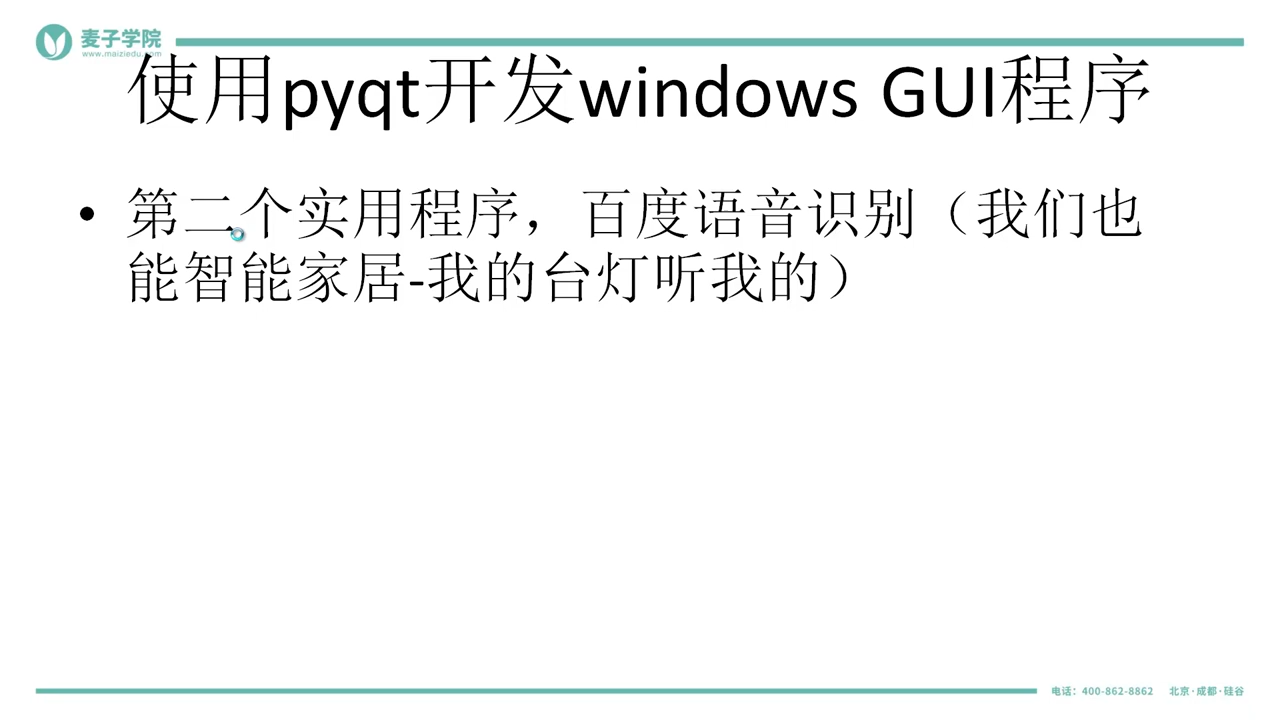 麦子学院
www.maiziedu.com
使用pyqt开发windows GUI程序
• 第二个实用程序，百度语音识别（我们也
能智能家居-我的台灯听我的）
电话：400-862-8862 北京·成都·硅谷